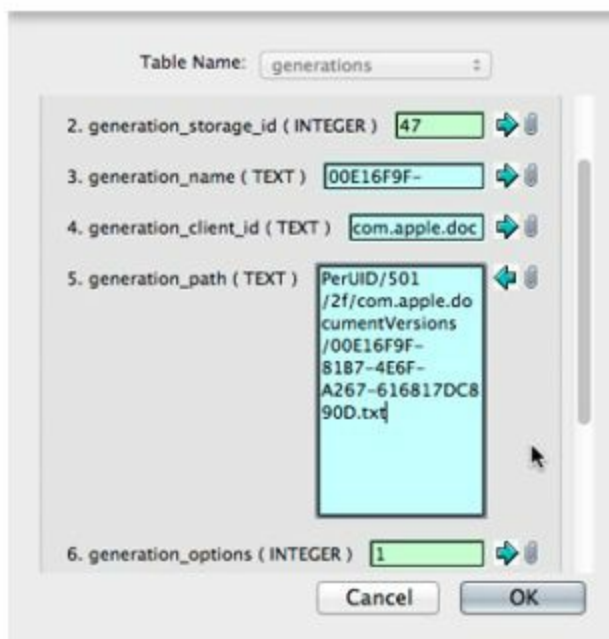 Table Name: generations
2. generation_storage_id ( INTEGER ) 47
3. generation_name ( TEXT ) 00E16F9F-
4. generation_client_id ( TEXT ) com.apple.doc
5. generation_path ( TEXT ) PerUID/501
/2f/com.apple.do
cumentVersions
/00E16F9F-
81B7-4E6F-
A267-616817DC8
90D.txt
6. generation_options ( INTEGER ) 1
Cancel OK